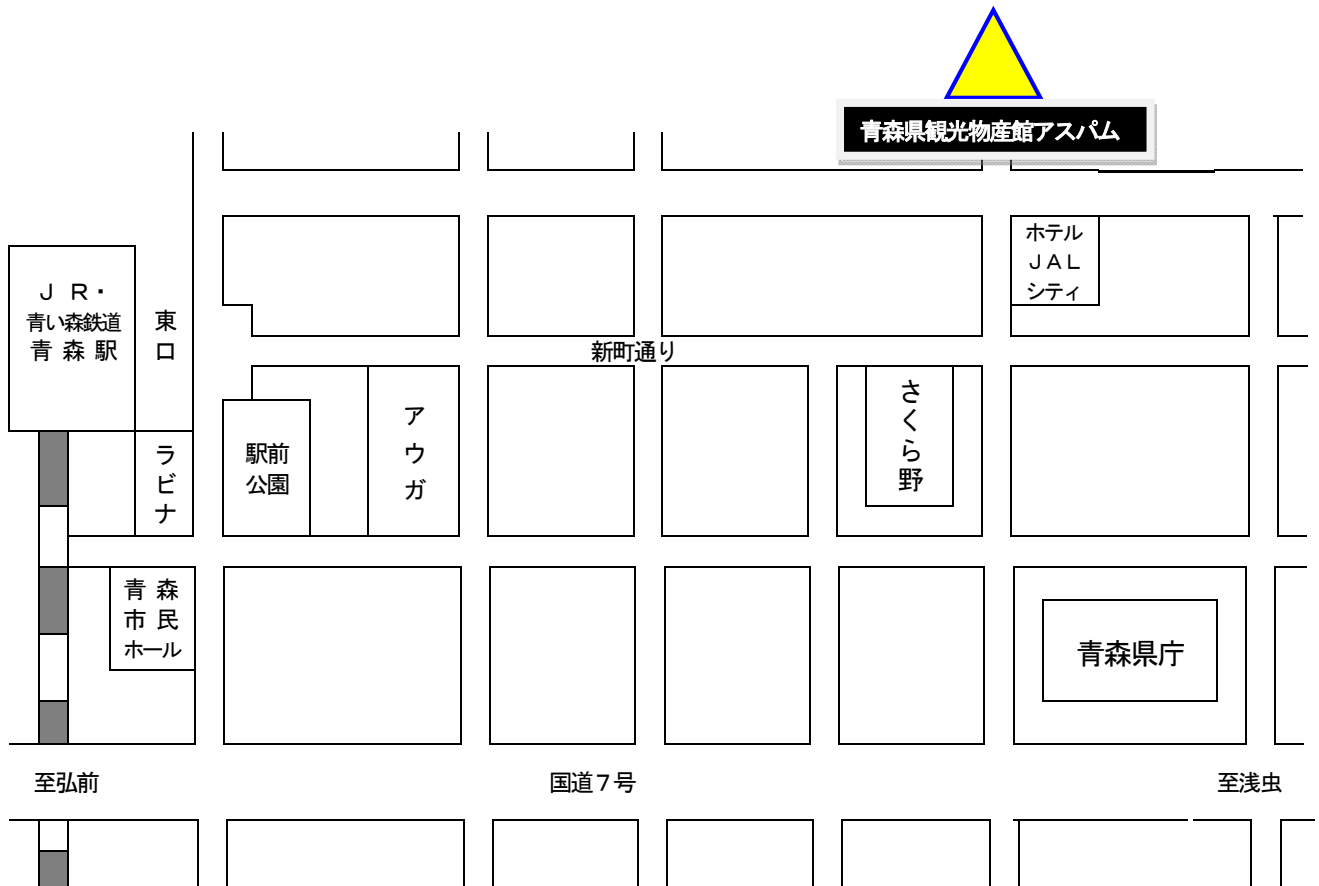 青森県観光物産館アスパム
ホテル
ＪＡＬ
シティ
ＪＲ・
青い森鉄道
青森駅
東口
新町通り
ラビナ
駅前
公園
アウガ
さくら野
青森
市民
ホール
青森県庁
至弘前
国道７号
至浅虫